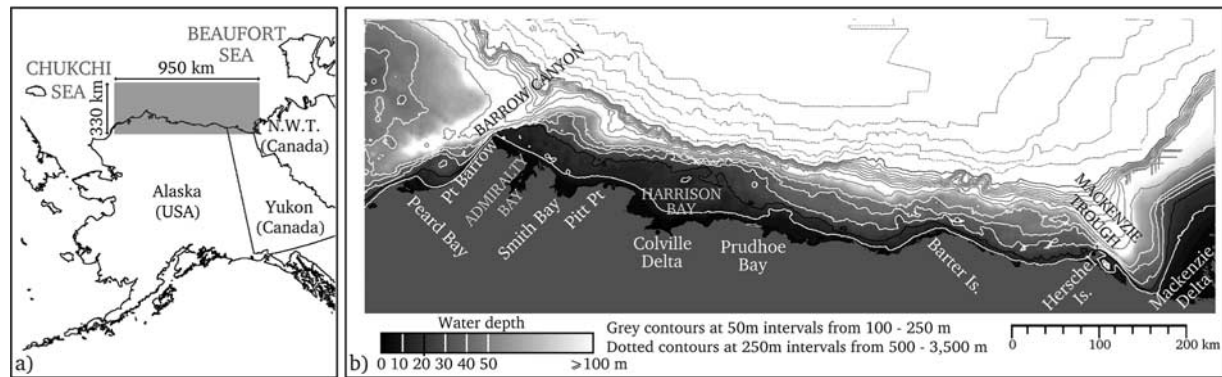 BEAUFORT
SEA
CHUKCHI
SEA
950 km
330 km
N.W.T.
(Canada)
Alaska
(USA)
Yukon
(Canada)
a)
BARROW CANYON
Peard Bay
Pt Barrow
ADMIRALTY
BAY
Smith Bay
Pitt Pt
HARRISON
BAY
Colville
Delta
Prudhoe
Bay
Barter Is.
MACKENZIE
TROUGH
Herschel
Is.
Mackenzie
Delta
Water depth
0 10 20 30 40 50 ⩾100 m
b)
Grey contours at 50m intervals from 100 - 250 m
Dotted contours at 250m intervals from 500 - 3,500 m
0 100 200 km